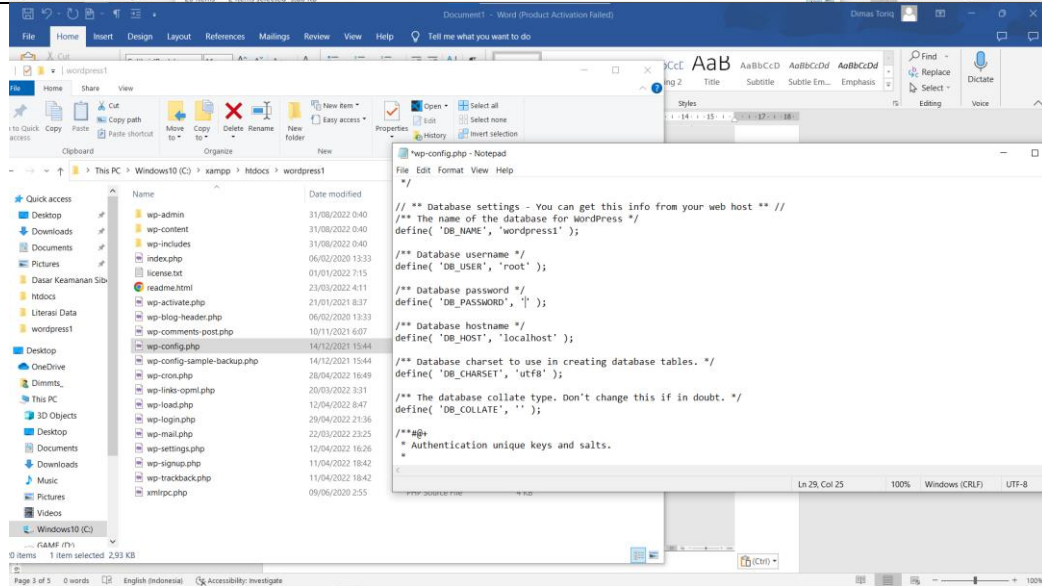 Document1 - Word (Product Activation Failed)
Dimas Toriq
File Home Insert Design Layout References Mailings Review View Help Tell me what you want to do
AaB AaBbCcD AaBbCcDd AaBbCcDd
Title Subtitle Subtle Em... Emphasis
Styles
Find
Replace
Select
Editing
Dictate
Voice
wordpress1
File Home Share View
Copy
Paste
Cut
Copy path
Paste shortcut
Clipboard
Move to
Copy to
Delete
Rename
Organize
New folder
New item
Easy access
New
Properties
Open
Edit
History
Select all
Select none
Invert selection
This PC > Windows10 (C:) > xampp > htdocs > wordpress1
Quick access
Desktop
Downloads
Documents
Pictures
Dasar Keamanan Sib
htdocs
Literasi Data
wordpress1
Desktop
OneDrive
Dimmts_
This PC
3D Objects
Desktop
Documents
Downloads
Music
Pictures
Videos
Windows10 (C:)
GAME (D:)
Name Date modified
wp-admin 31/08/2022 0:40
wp-content 31/08/2022 0:40
wp-includes 31/08/2022 0:40
index.php 06/02/2020 13:33
license.txt 01/01/2022 7:15
readme.html 23/03/2022 4:11
wp-activate.php 21/01/2021 8:37
wp-blog-header.php 06/02/2020 13:33
wp-comments-post.php 10/11/2021 6:07
wp-config.php 14/12/2021 15:44
wp-config-sample-backup.php 14/12/2021 15:44
wp-cron.php 28/04/2022 16:49
wp-links-opml.php 20/03/2022 3:31
wp-load.php 12/04/2022 8:47
wp-login.php 29/04/2022 21:36
wp-mail.php 22/03/2022 23:25
wp-settings.php 12/04/2022 16:26
wp-signup.php 11/04/2022 18:42
wp-trackback.php 11/04/2022 18:42
xmlrpc.php 09/06/2020 2:55 PHP Source File 4 KB
0 items 1 item selected 2,93 KB
*wp-config.php - Notepad
File Edit Format View Help
*/
// ** Database settings - You can get this info from your web host ** //
/** The name of the database for WordPress */
define( 'DB_NAME', 'wordpress1' );
/** Database username */
define( 'DB_USER', 'root' );
/** Database password */
define( 'DB_PASSWORD', '' );
/** Database hostname */
define( 'DB_HOST', 'localhost' );
/** Database charset to use in creating database tables. */
define( 'DB_CHARSET', 'utf8' );
/** The database collate type. Don't change this if in doubt. */
define( 'DB_COLLATE', '' );
/**#@+
* Authentication unique keys and salts.
*
Ln 29, Col 25 100% Windows (CRLF) UTF-8
(Ctrl)
Page 3 of 5 0 words English (Indonesia) Accessibility: Investigate 100%